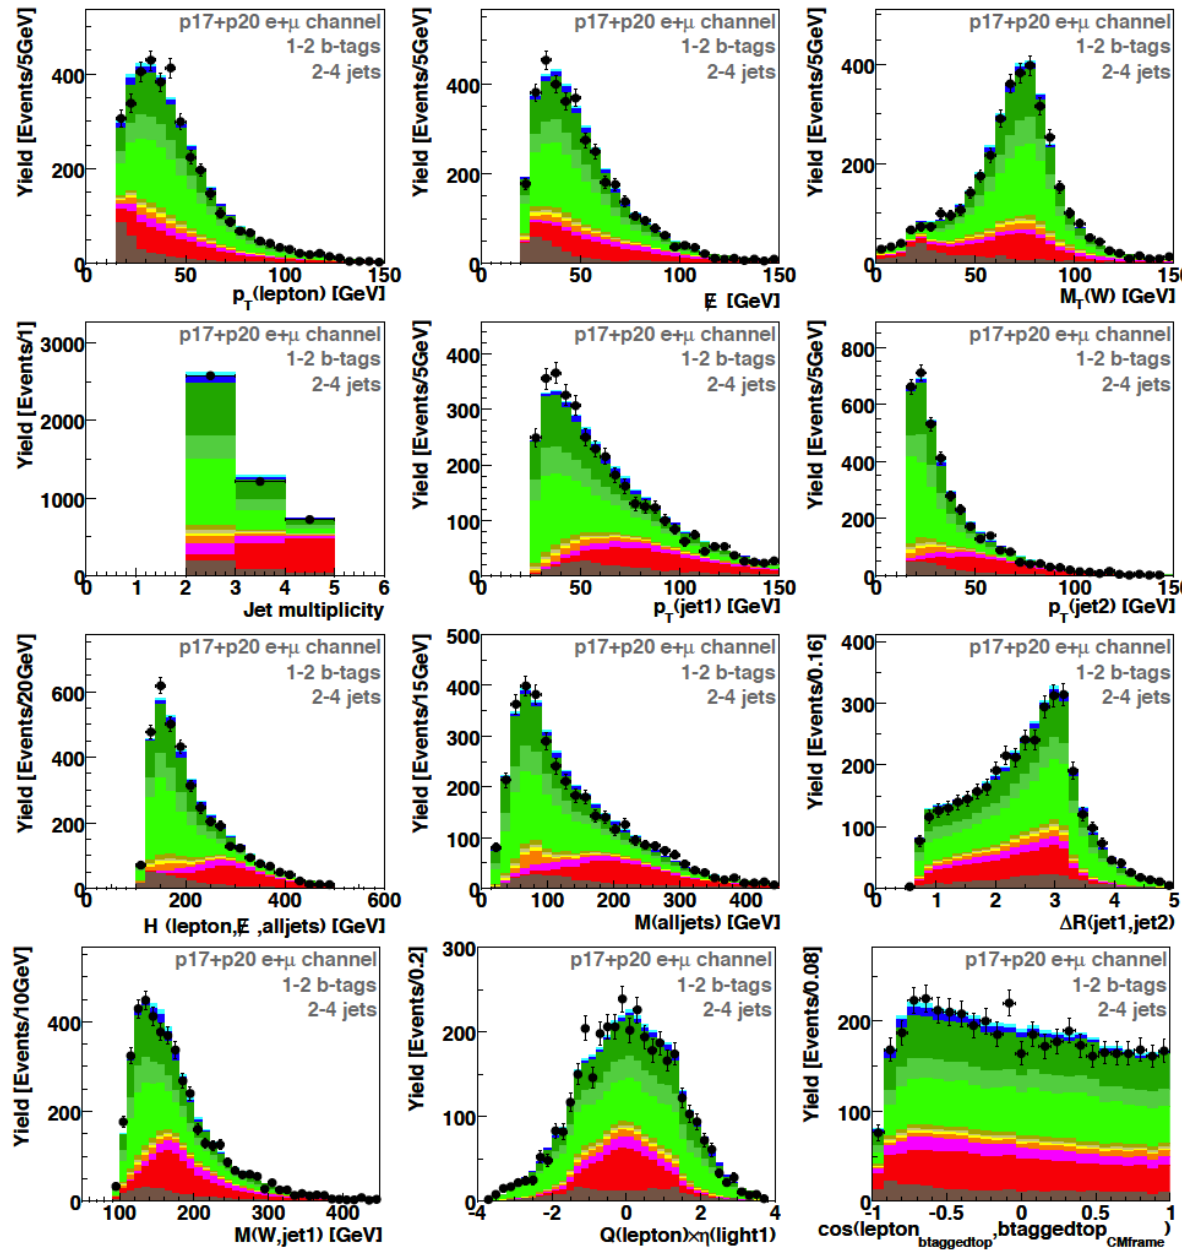 p17+p20 e+μ channel
1-2 b-tags
2-4 jets
Yield [Events/5GeV]
400
200
0
0 50 100 150
p_T(lepton) [GeV]
p17+p20 e+μ channel
1-2 b-tags
2-4 jets
Yield [Events/5GeV]
400
200
0
0 50 100 150
E̸ [GeV]
p17+p20 e+μ channel
1-2 b-tags
2-4 jets
Yield [Events/5GeV]
400
200
0
0 50 100 150
M_T(W) [GeV]
p17+p20 e+μ channel
1-2 b-tags
2-4 jets
Yield [Events/1]
3000
2000
1000
0
0 1 2 3 4 5 6
Jet multiplicity
p17+p20 e+μ channel
1-2 b-tags
2-4 jets
Yield [Events/5GeV]
400
300
200
100
0
0 50 100 150
p_T(jet1) [GeV]
p17+p20 e+μ channel
1-2 b-tags
2-4 jets
Yield [Events/5GeV]
800
600
400
200
0
0 50 100 150
p_T(jet2) [GeV]
p17+p20 e+μ channel
1-2 b-tags
2-4 jets
Yield [Events/20GeV]
600
400
200
0
0 200 400 600
H (lepton,E̸ ,alljets) [GeV]
p17+p20 e+μ channel
1-2 b-tags
2-4 jets
Yield [Events/15GeV]
500
400
300
200
100
0
0 100 200 300 400
M(alljets) [GeV]
p17+p20 e+μ channel
1-2 b-tags
2-4 jets
Yield [Events/0.16]
400
300
200
100
0
0 1 2 3 4 5
ΔR(jet1,jet2)
p17+p20 e+μ channel
1-2 b-tags
2-4 jets
Yield [Events/10GeV]
400
200
0
100 200 300 400
M(W,jet1) [GeV]
p17+p20 e+μ channel
1-2 b-tags
2-4 jets
Yield [Events/0.2]
300
200
100
0
-4 -2 0 2 4
Q(lepton)×η(light1)
p17+p20 e+μ channel
1-2 b-tags
2-4 jets
Yield [Events/0.08]
200
100
0
-1 -0.5 0 0.5 1
cos(lepton_btaggedtop,btaggedtop_CMframe)